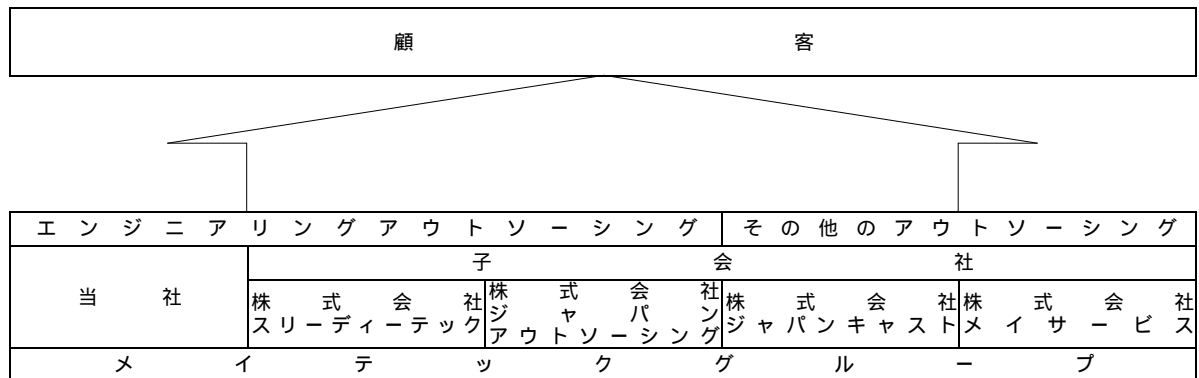 顧客
エンジニアリングアウトソーシング
その他のアウトソーシング
当社
子会社
株式会社
スリーディーテック
株式会社
ジャパン
アウトソーシング
株式会社
ジャパンキャスト
株式会社
メイサービス
メイテックグループ